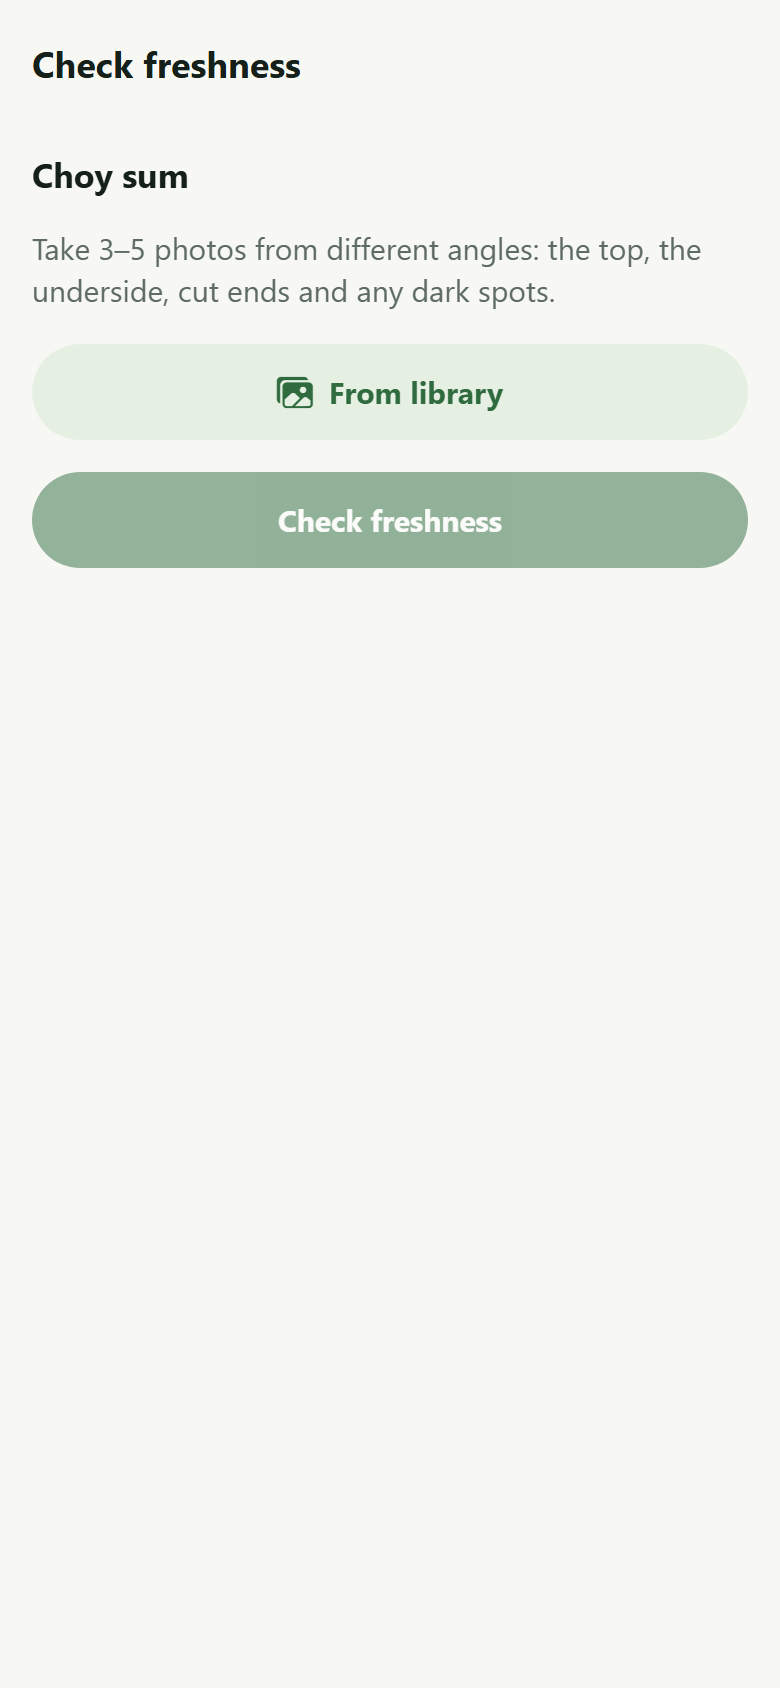 Check freshness
Choy sum
Take 3–5 photos from different angles: the top, the
underside, cut ends and any dark spots.
From library
Check freshness